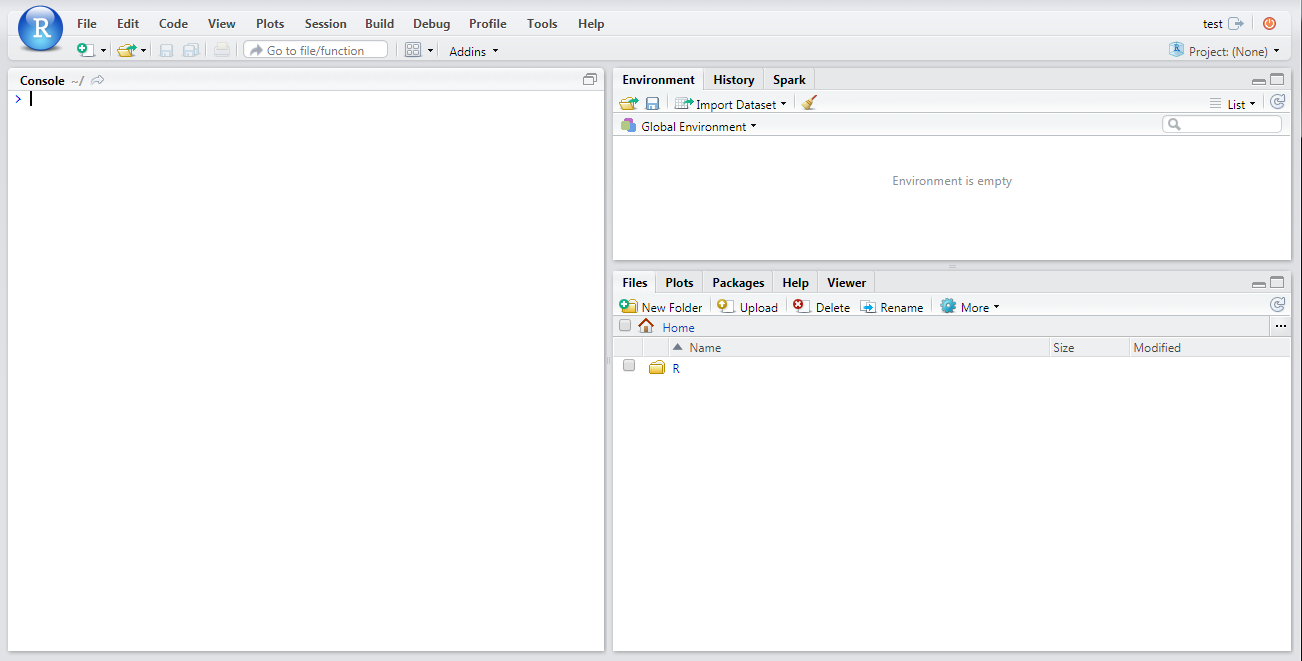 R File Edit Code View Plots Session Build Debug Profile Tools Help test
Go to file/function Addins Project: (None)
Console ~/
>
Environment History Spark
Import Dataset List
Global Environment
Environment is empty
Files Plots Packages Help Viewer
New Folder Upload Delete Rename More
Home ...
Name Size Modified
R